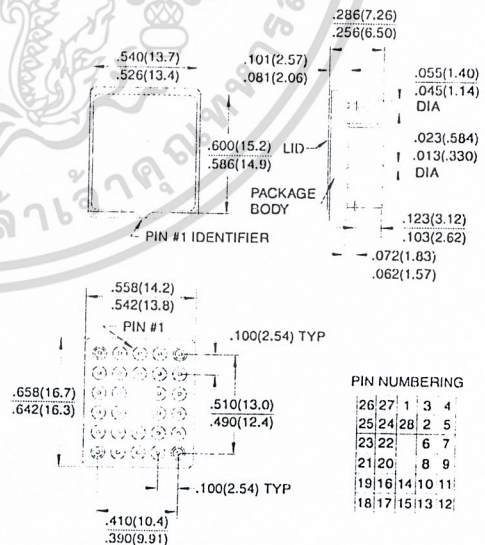 .286(7.26)
.256(6.50)
.540(13.7)
.526(13.4)
.101(2.57)
.081(2.06)
.055(1.40)
.045(1.14)
DIA
.600(15.2)
.586(14.9)
LID
.023(.584)
.013(.330)
DIA
PACKAGE
BODY
.123(3.12)
.103(2.62)
PIN #1 IDENTIFIER
.072(1.83)
.062(1.57)
.558(14.2)
.542(13.8)
PIN #1
.100(2.54) TYP
.658(16.7)
.642(16.3)
.510(13.0)
.490(12.4)
.100(2.54) TYP
.410(10.4)
.390(9.91)
PIN NUMBERING
26 27 1 3 4
25 24 28 2 5
23 22 6 7
21 20 8 9
19 16 14 10 11
18 17 15 13 12